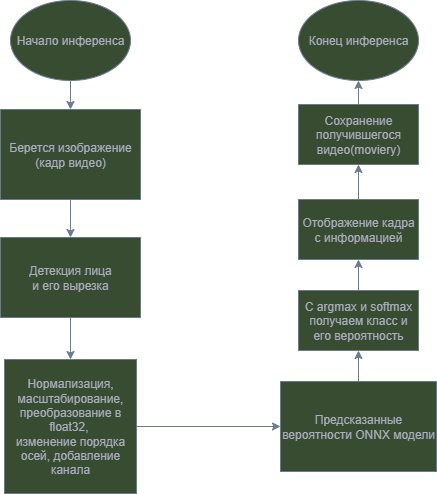 Начало инференса
Берется изображение
(кадр видео)
Детекция лица
и его вырезка
Нормализация,
масштабирование,
преобразование в
float32,
изменение порядка
осей, добавление
канала
Предсказанные
вероятности ONNX модели
С argmax и softmax
получаем класс и
его вероятность
Отображение кадра
с информацией
Сохранение
получившегося
видео(moviery)
Конец инференса